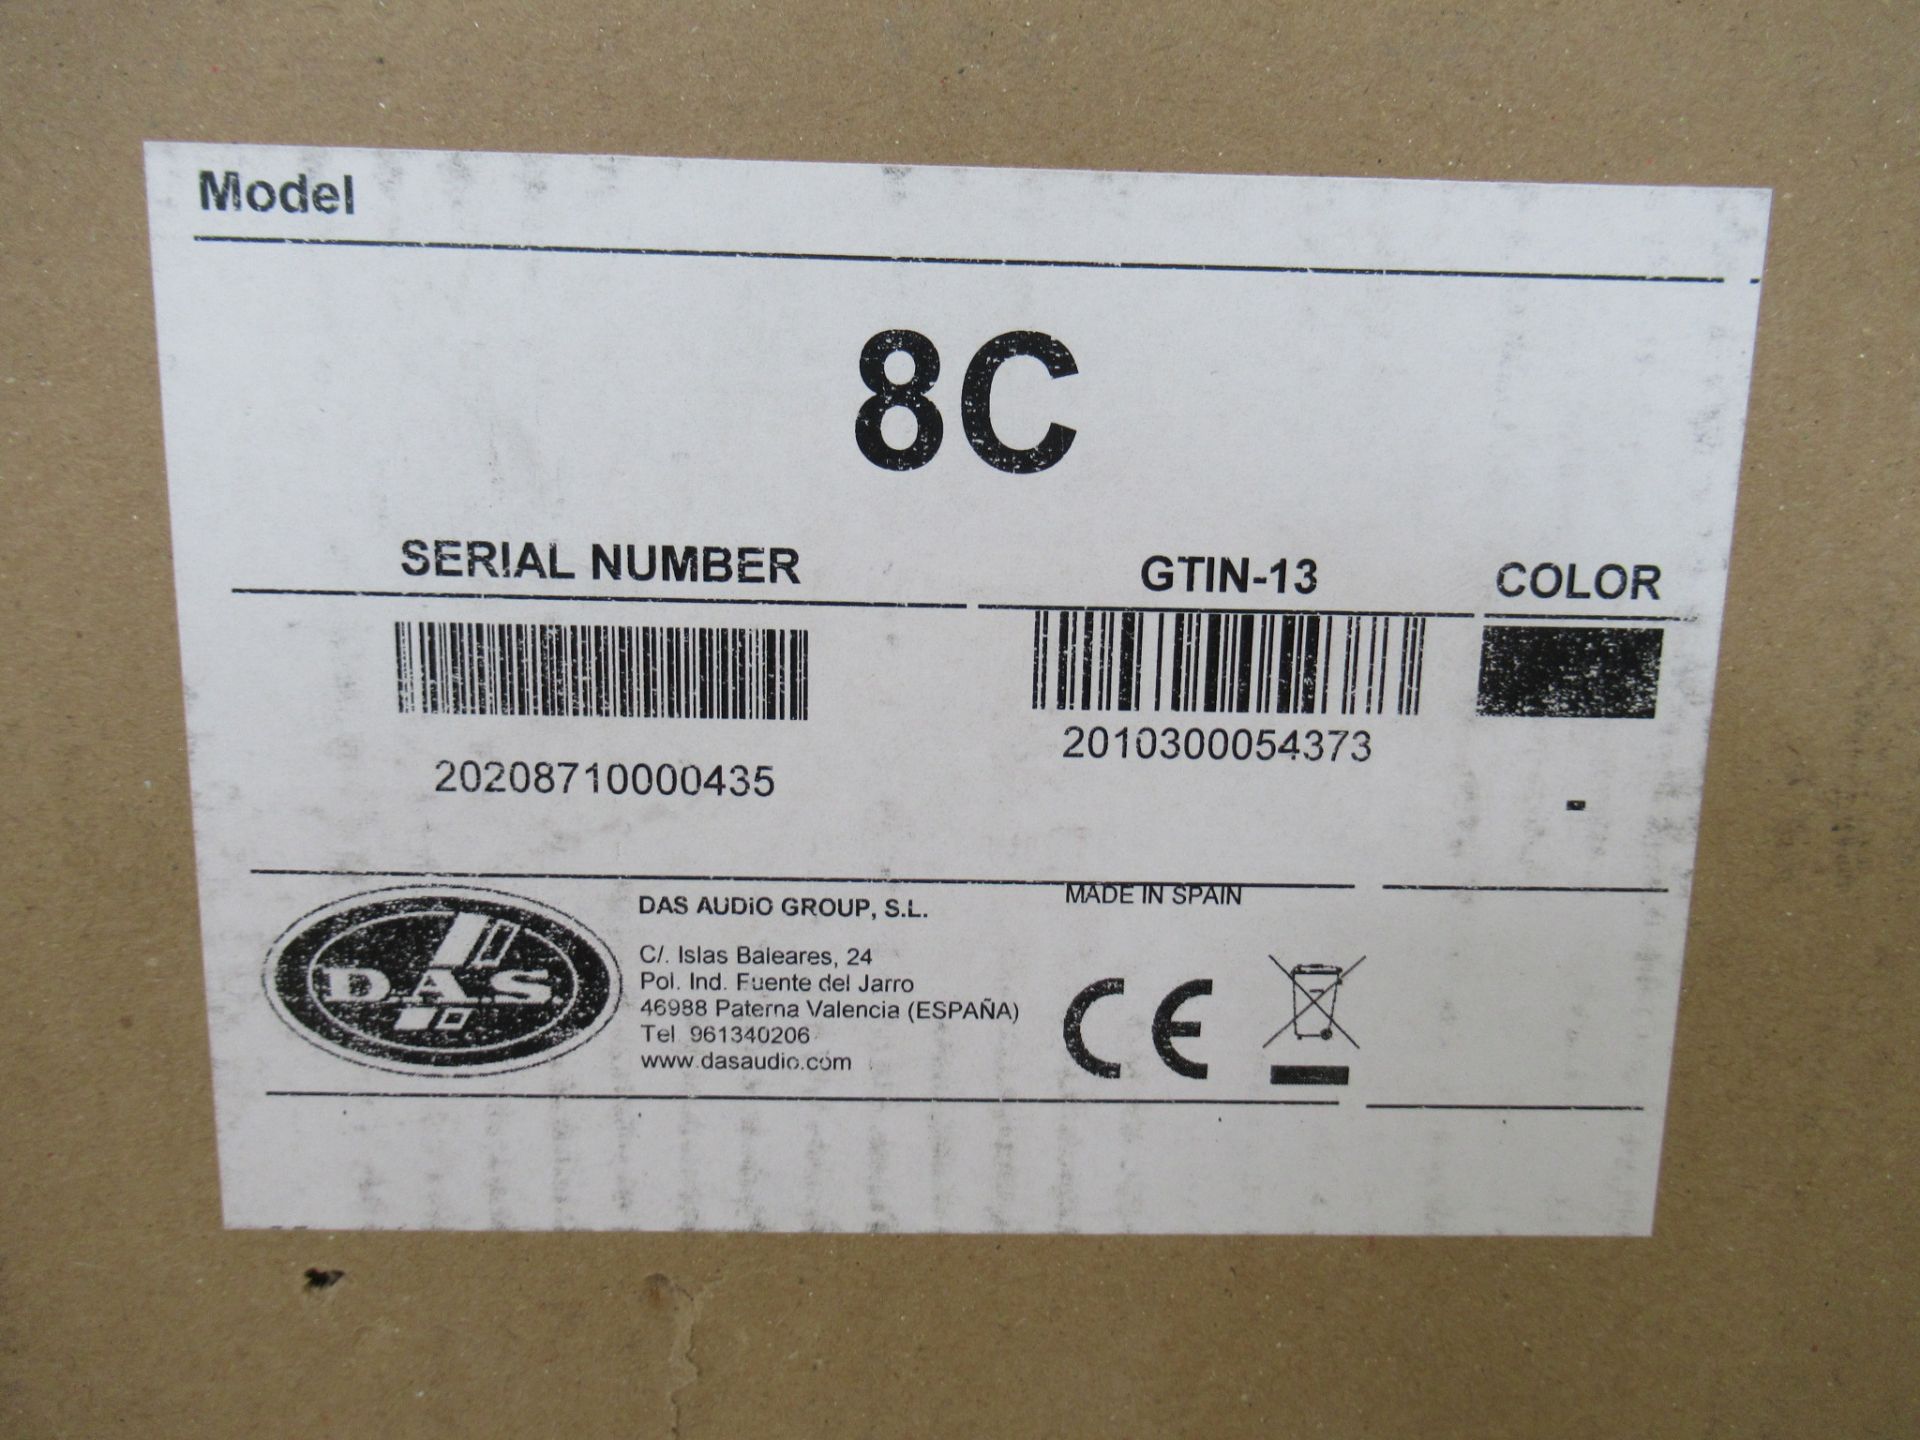 Model
8C
SERIAL NUMBER
GTIN-13
COLOR
20208710000435
2010300054373
-
D.A.S.
DAS AUDiO GROUP, S.L.
MADE IN SPAIN
C/. Islas Baleares, 24
Pol. Ind. Fuente del Jarro
46988 Paterna Valencia (ESPAÑA)
Tel 961340206
www.dasaudio.com
CE